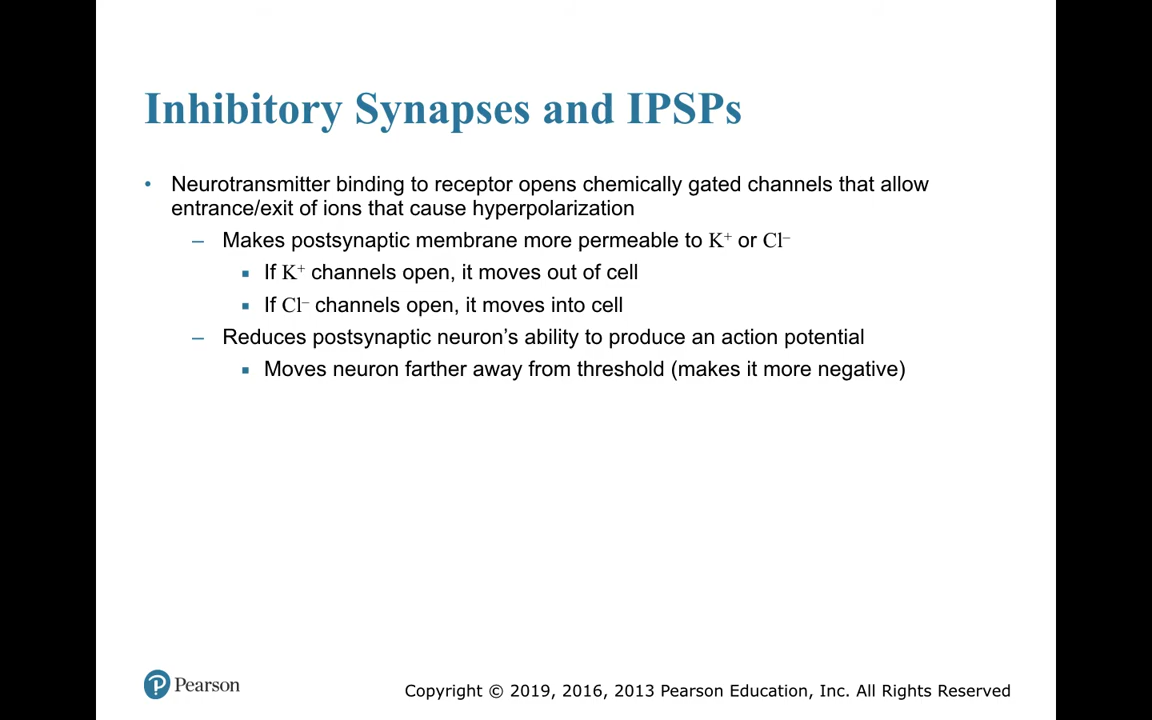 Inhibitory Synapses and IPSPs
• Neurotransmitter binding to receptor opens chemically gated channels that allow
entrance/exit of ions that cause hyperpolarization
– Makes postsynaptic membrane more permeable to K⁺ or Cl⁻
▪ If K⁺ channels open, it moves out of cell
▪ If Cl⁻ channels open, it moves into cell
– Reduces postsynaptic neuron’s ability to produce an action potential
▪ Moves neuron farther away from threshold (makes it more negative)
Pearson
Copyright © 2019, 2016, 2013 Pearson Education, Inc. All Rights Reserved